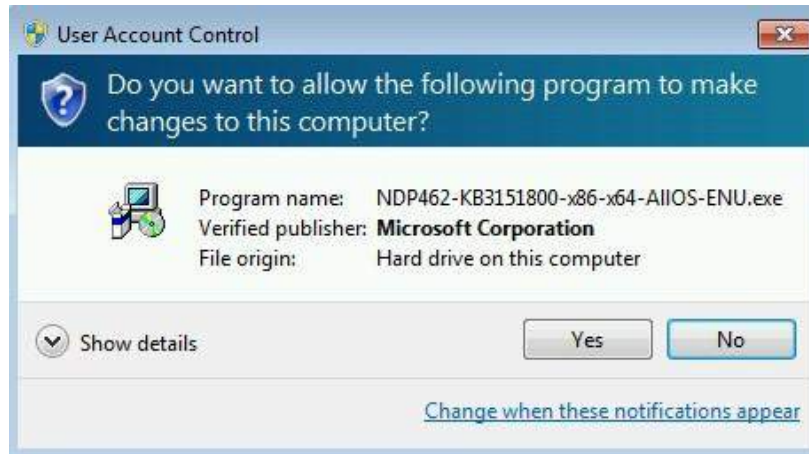 User Account Control
Do you want to allow the following program to make
changes to this computer?
Program name: NDP462-KB3151800-x86-x64-AllOS-ENU.exe
Verified publisher: Microsoft Corporation
File origin: Hard drive on this computer
Show details
Yes
No
Change when these notifications appear